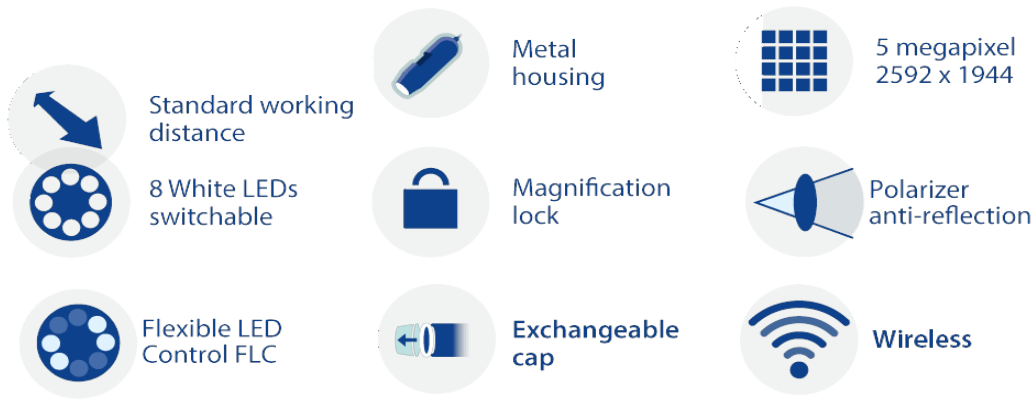 Metal
housing
5 megapixel
2592 x 1944
Standard working
distance
8 White LEDs
switchable
Magnification
lock
Polarizer
anti-reflection
Flexible LED
Control FLC
Exchangeable
cap
Wireless